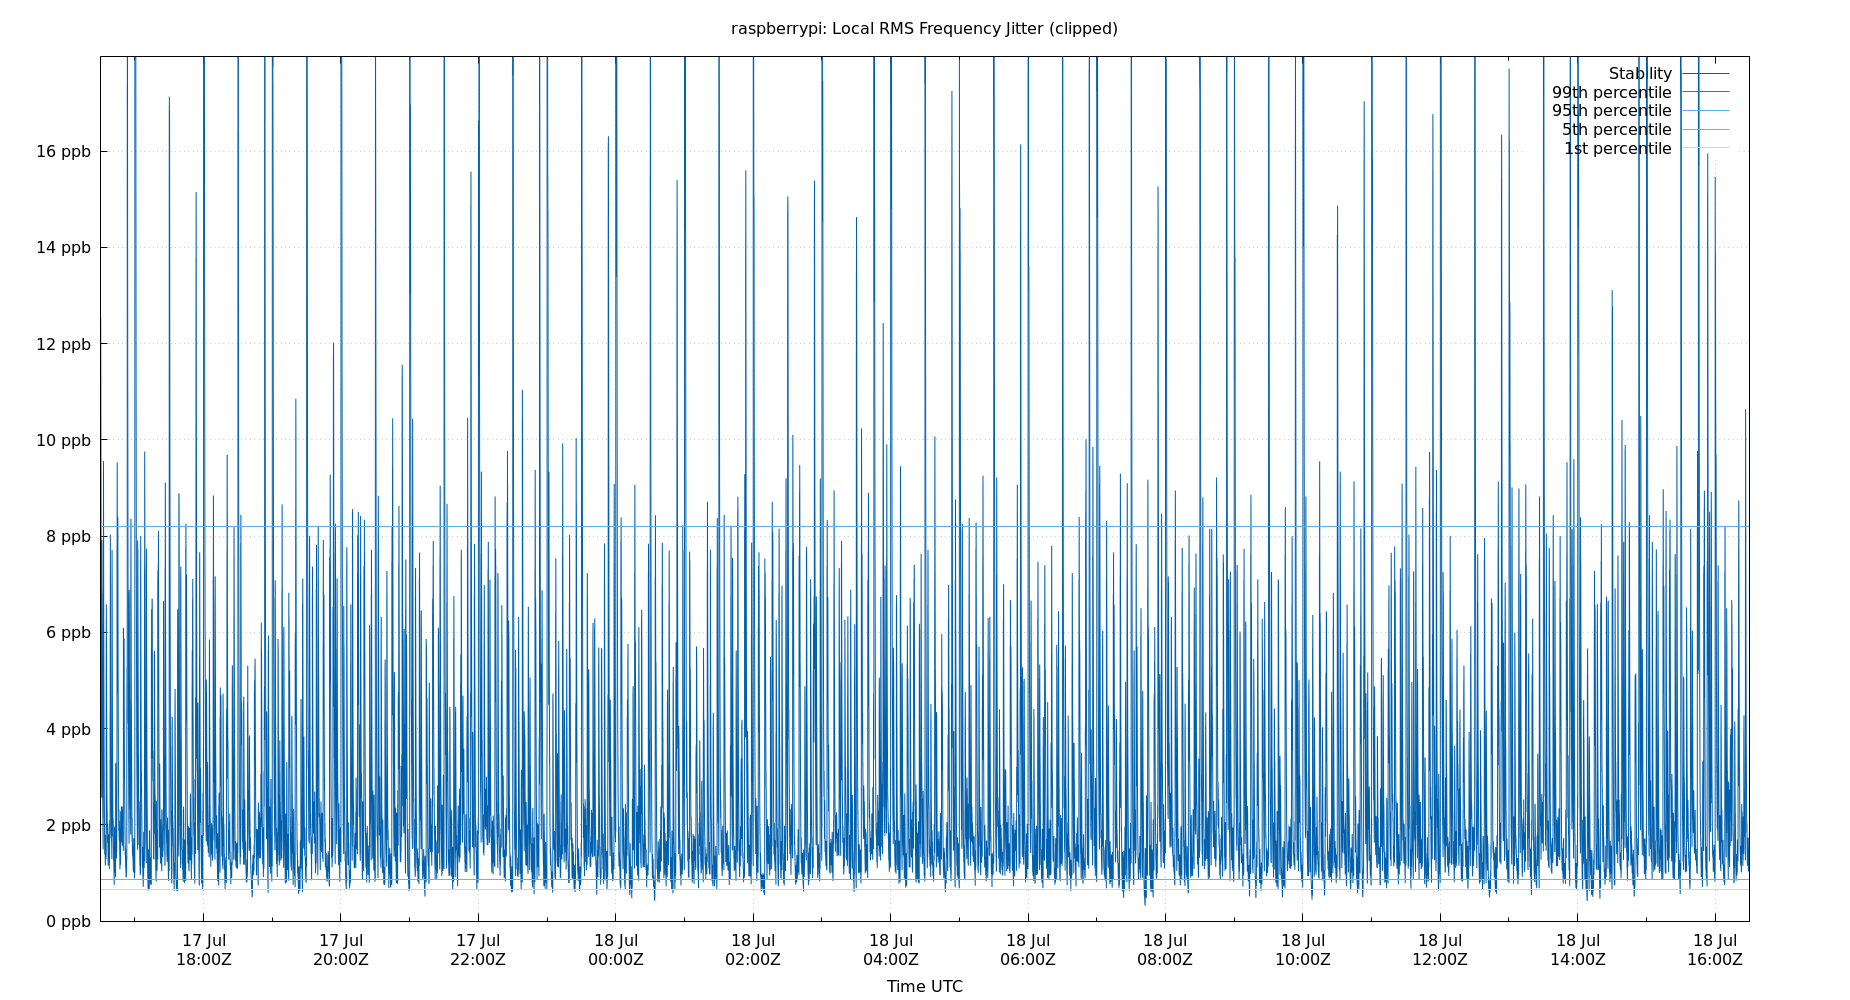 raspberrypi: Local RMS Frequency Jitter (clipped)
Stability
99th percentile
95th percentile
5th percentile
1st percentile
16 ppb
14 ppb
12 ppb
10 ppb
8 ppb
6 ppb
4 ppb
2 ppb
0 ppb
17 Jul 17 Jul 17 Jul 18 Jul 18 Jul 18 Jul 18 Jul 18 Jul 18 Jul 18 Jul 18 Jul 18 Jul
18:00Z 20:00Z 22:00Z 00:00Z 02:00Z 04:00Z 06:00Z 08:00Z 10:00Z 12:00Z 14:00Z 16:00Z
Time UTC